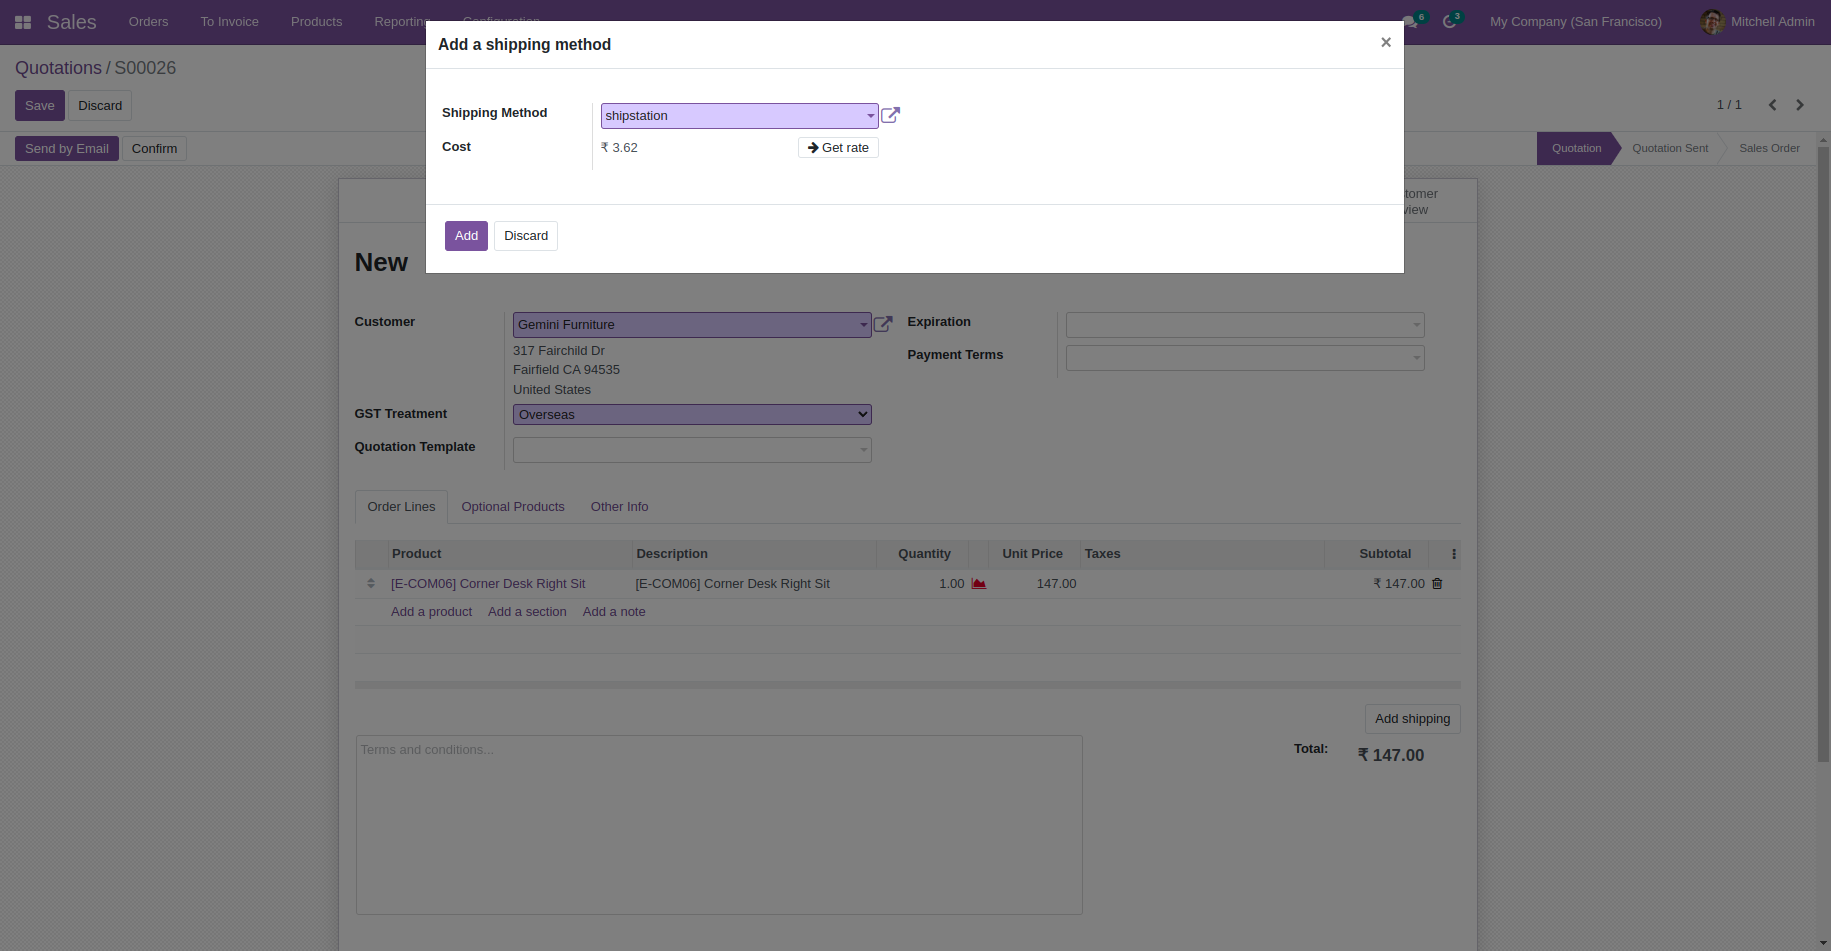 Sales Orders To Invoice Products Reporting Configuration 6 3 My Company (San Francisco) Mitchell Admin
Add a shipping method ×
Quotations / S00026
Save Discard
1 / 1
Shipping Method shipstation
Cost ₹ 3.62 Get rate
Send by Email Confirm
Quotation Quotation Sent Sales Order
Add Discard
New
Customer Gemini Furniture
317 Fairchild Dr
Fairfield CA 94535
United States
Expiration
Payment Terms
GST Treatment Overseas
Quotation Template
Order Lines Optional Products Other Info
Product Description Quantity Unit Price Taxes Subtotal
[E-COM06] Corner Desk Right Sit [E-COM06] Corner Desk Right Sit 1.00 147.00 ₹ 147.00
Add a product Add a section Add a note
Add shipping
Terms and conditions...
Total: ₹ 147.00